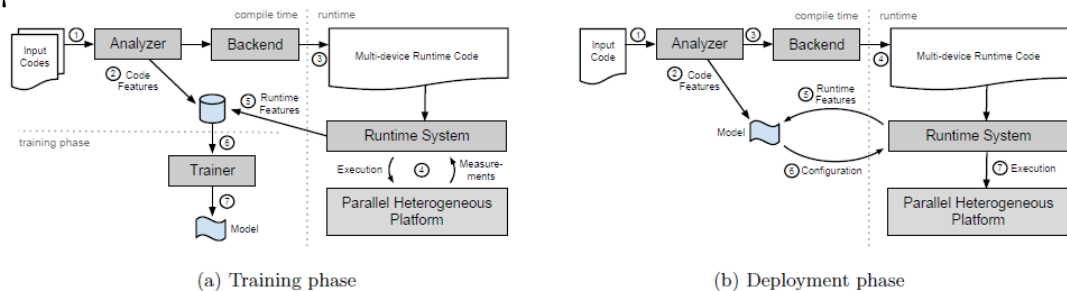 compile time
runtime
1
Input
Codes
Analyzer
Backend
3
Multi-device Runtime Code
2
Code
Features
5
Runtime
Features
training phase
6
Runtime System
Execution
4
Measure-
ments
Trainer
7
Model
Parallel Heterogeneous
Platform
(a) Training phase
compile time
runtime
1
3
Input
Code
Analyzer
Backend
4
Multi-device Runtime Code
2
Code
Features
5
Runtime
Features
Model
Runtime System
6
Configuration
7
Execution
Parallel Heterogeneous
Platform
(b) Deployment phase